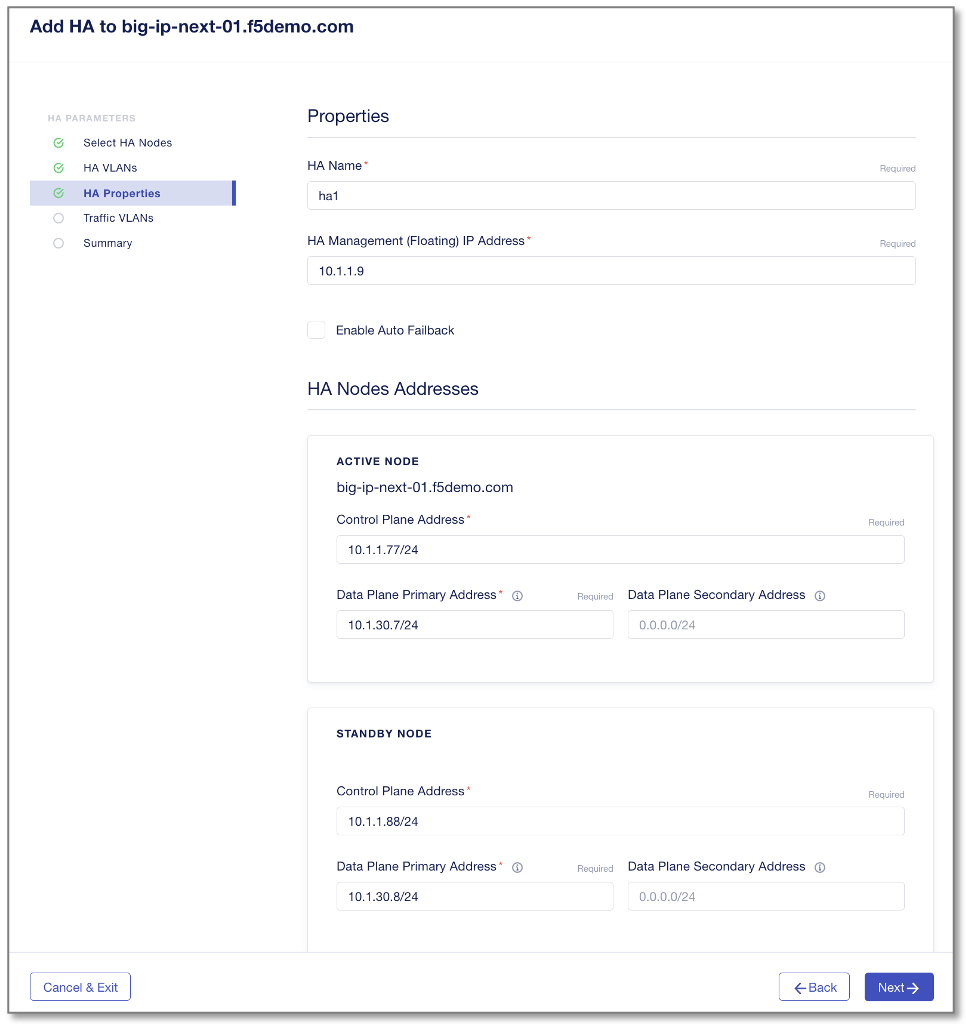 Add HA to big-ip-next-01.f5demo.com
HA PARAMETERS
Select HA Nodes
HA VLANs
HA Properties
Traffic VLANs
Summary
Properties
HA Name* Required
ha1
HA Management (Floating) IP Address* Required
10.1.1.9
Enable Auto Failback
HA Nodes Addresses
ACTIVE NODE
big-ip-next-01.f5demo.com
Control Plane Address* Required
10.1.1.77/24
Data Plane Primary Address* Required Data Plane Secondary Address
10.1.30.7/24 0.0.0.0/24
STANDBY NODE
Control Plane Address* Required
10.1.1.88/24
Data Plane Primary Address* Required Data Plane Secondary Address
10.1.30.8/24 0.0.0.0/24
Cancel & Exit ←Back Next→